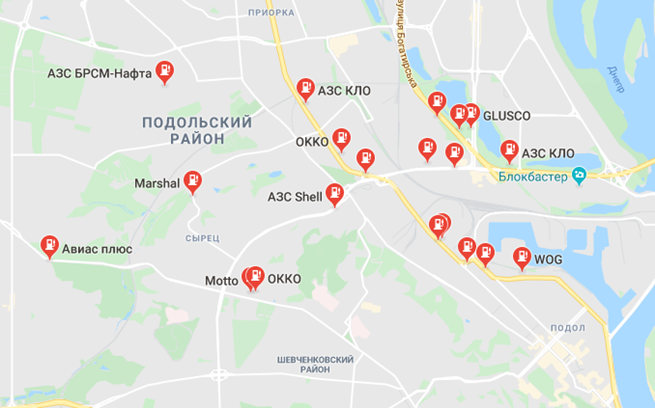 ПРИОРКА
улица Богатирська
Днепр
АЗС БРСМ-Нафта
АЗС КЛО
GLUSCO
ПОДОЛЬСКИЙ
РАЙОН
ОККО
АЗС КЛО
Блокбастер
Marshal
АЗС Shell
СЫРЕЦ
Авиас плюс
WOG
Motto
ОККО
ПОДОЛ
ШЕВЧЕНКОВСКИЙ
РАЙОН